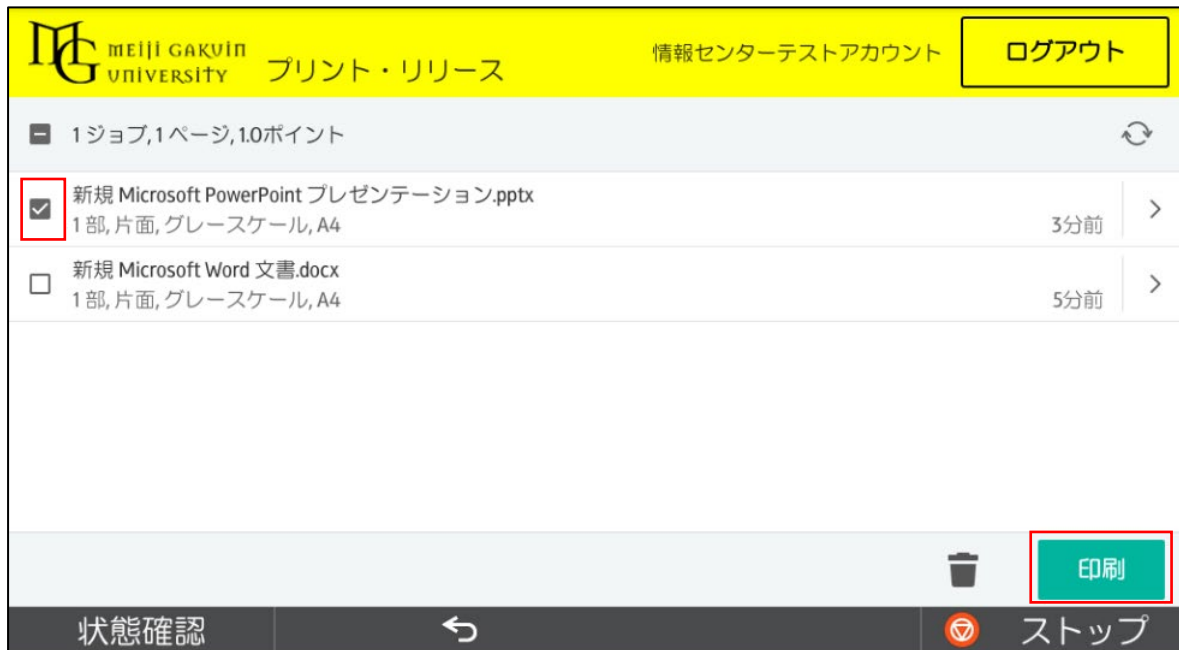 MG MEIJI GAKUIN
UNIVERSITY
プリント・リリース
情報センターテストアカウント
ログアウト
1ジョブ,1ページ,1.0ポイント
新規 Microsoft PowerPoint プレゼンテーション.pptx
1部, 片面, グレースケール, A4
3分前
新規 Microsoft Word 文書.docx
1部, 片面, グレースケール, A4
5分前
印刷
状態確認
ストップ